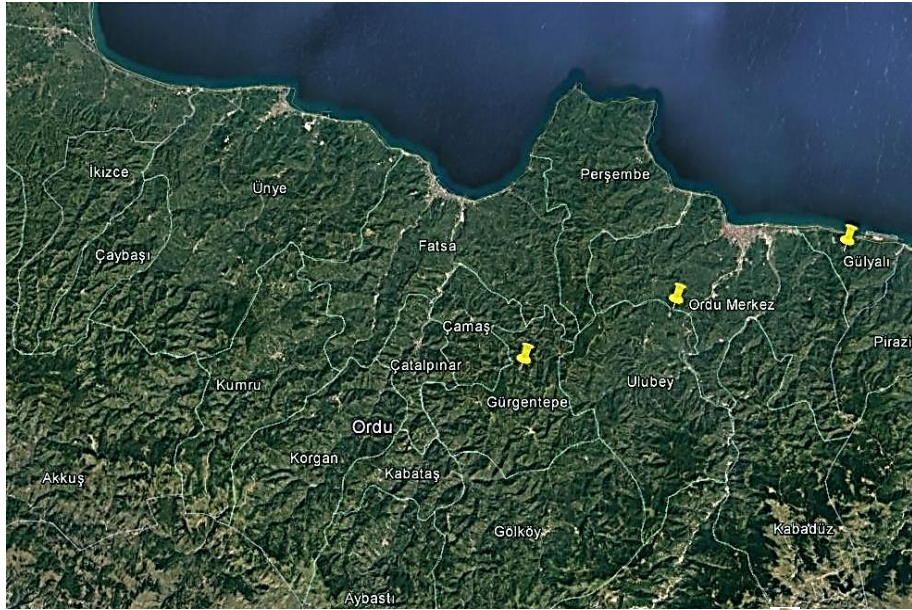 Perşembe
İkizce
Ünye
Fatsa
Çaybaşı
Gülyalı
Ordu Merkez
Çamaş
Pirazi
Çatalpınar
Kumru
Ulubey
Gürgentepe
Ordu
Korgan
Kabataş
Akkuş
Gölköy
Kabadüz
Aybastı